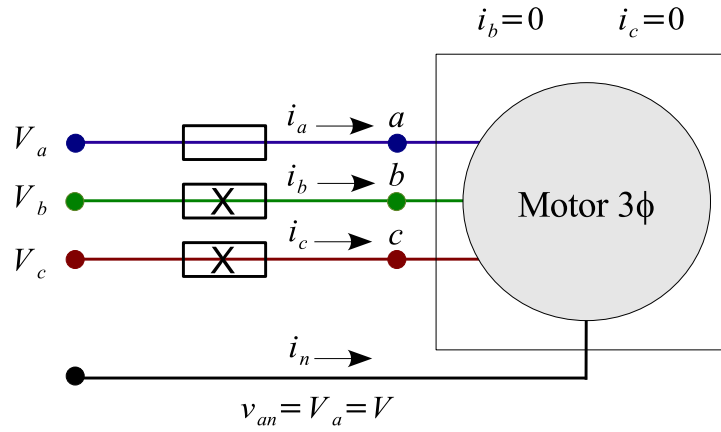 i_b=0 i_c=0
V_a i_a a
V_b X i_b b
Motor 3ϕ
V_c X i_c c
i_n
v_an=V_a=V